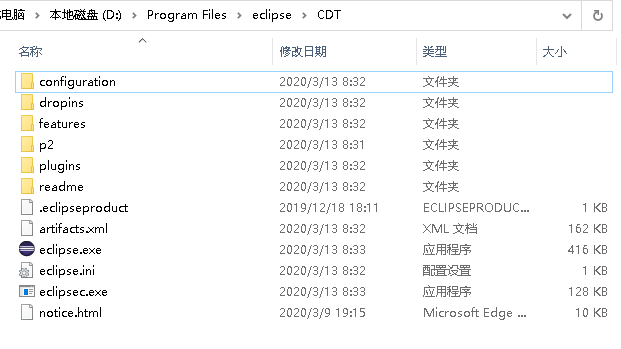 电脑 > 本地磁盘 (D:) > Program Files > eclipse > CDT
名称 修改日期 类型 大小
configuration 2020/3/13 8:32 文件夹
dropins 2020/3/13 8:32 文件夹
features 2020/3/13 8:32 文件夹
p2 2020/3/13 8:31 文件夹
plugins 2020/3/13 8:32 文件夹
readme 2020/3/13 8:32 文件夹
.eclipseproduct 2019/12/18 18:11 ECLIPSEPRODUC... 1 KB
artifacts.xml 2020/3/13 8:32 XML 文档 162 KB
eclipse.exe 2020/3/13 8:33 应用程序 416 KB
eclipse.ini 2020/3/13 8:32 配置设置 1 KB
eclipsec.exe 2020/3/13 8:33 应用程序 128 KB
notice.html 2020/3/9 19:15 Microsoft Edge ... 10 KB